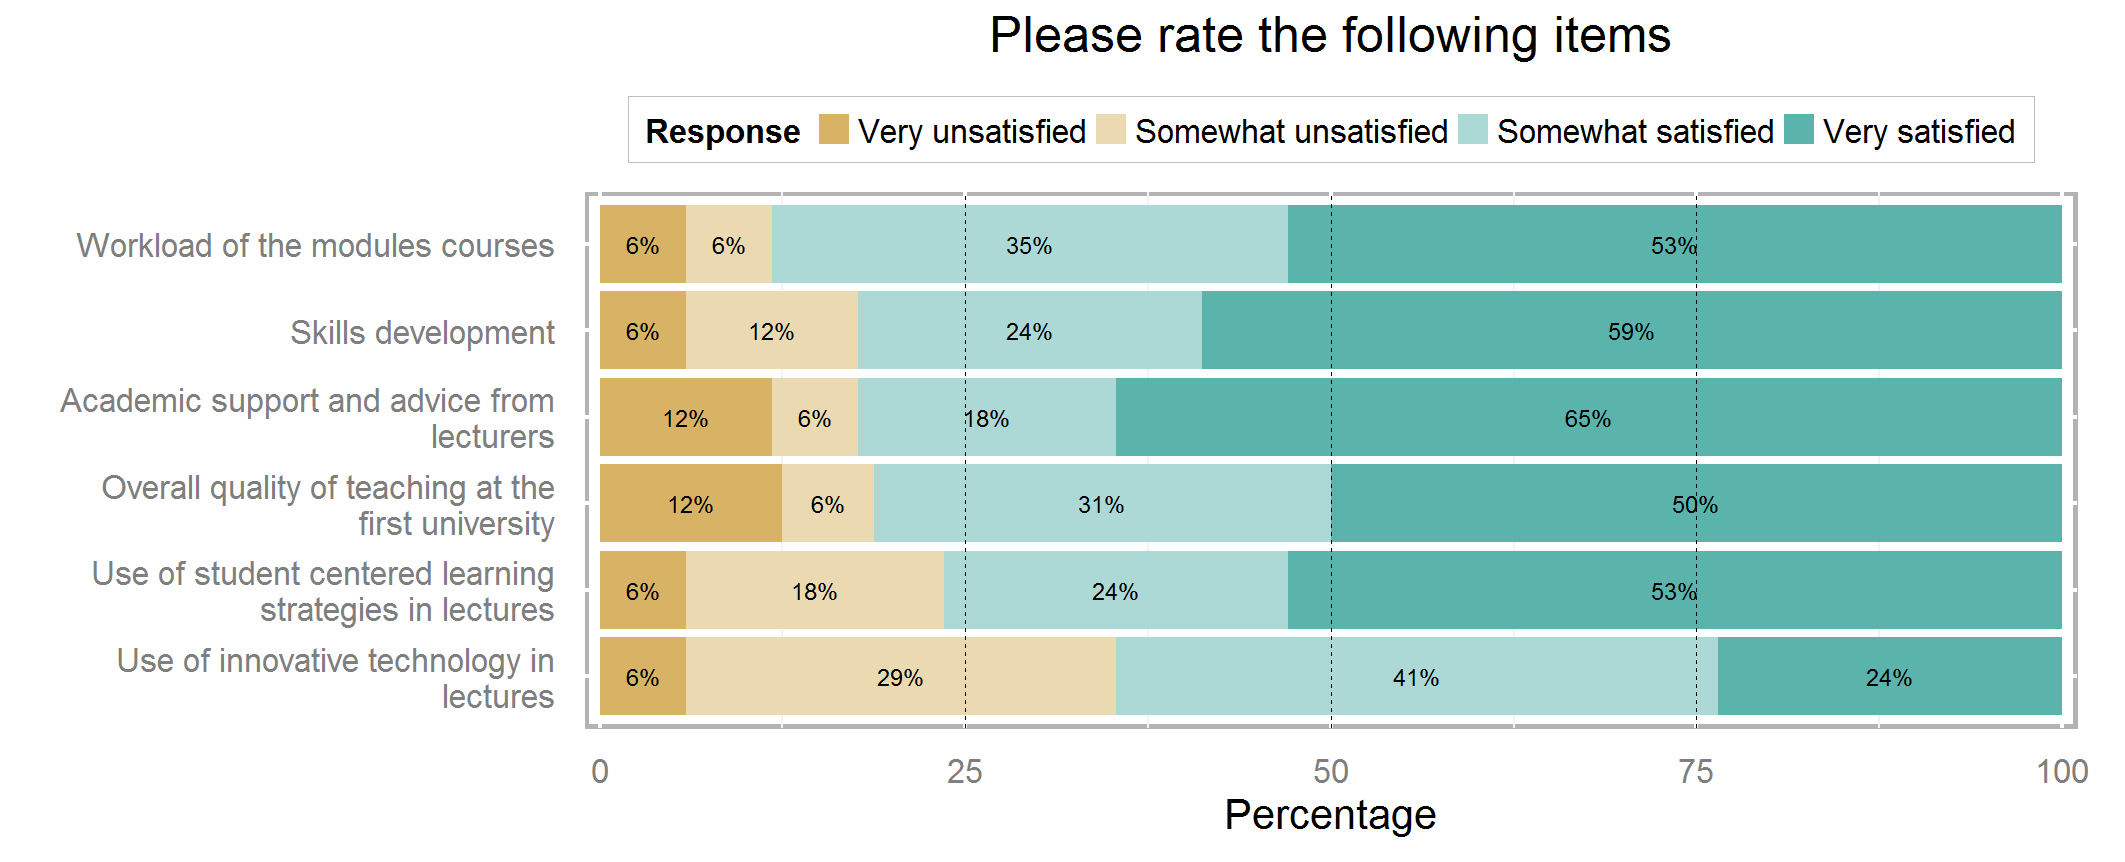 Please rate the following items
Response Very unsatisfied Somewhat unsatisfied Somewhat satisfied Very satisfied
Workload of the modules courses 6% 6% 35% 53%
Skills development 6% 12% 24% 59%
Academic support and advice from
lecturers 12% 6% 18% 65%
Overall quality of teaching at the
first university 12% 6% 31% 50%
Use of student centered learning
strategies in lectures 6% 18% 24% 53%
Use of innovative technology in
lectures 6% 29% 41% 24%
0 25 50 75 100
Percentage